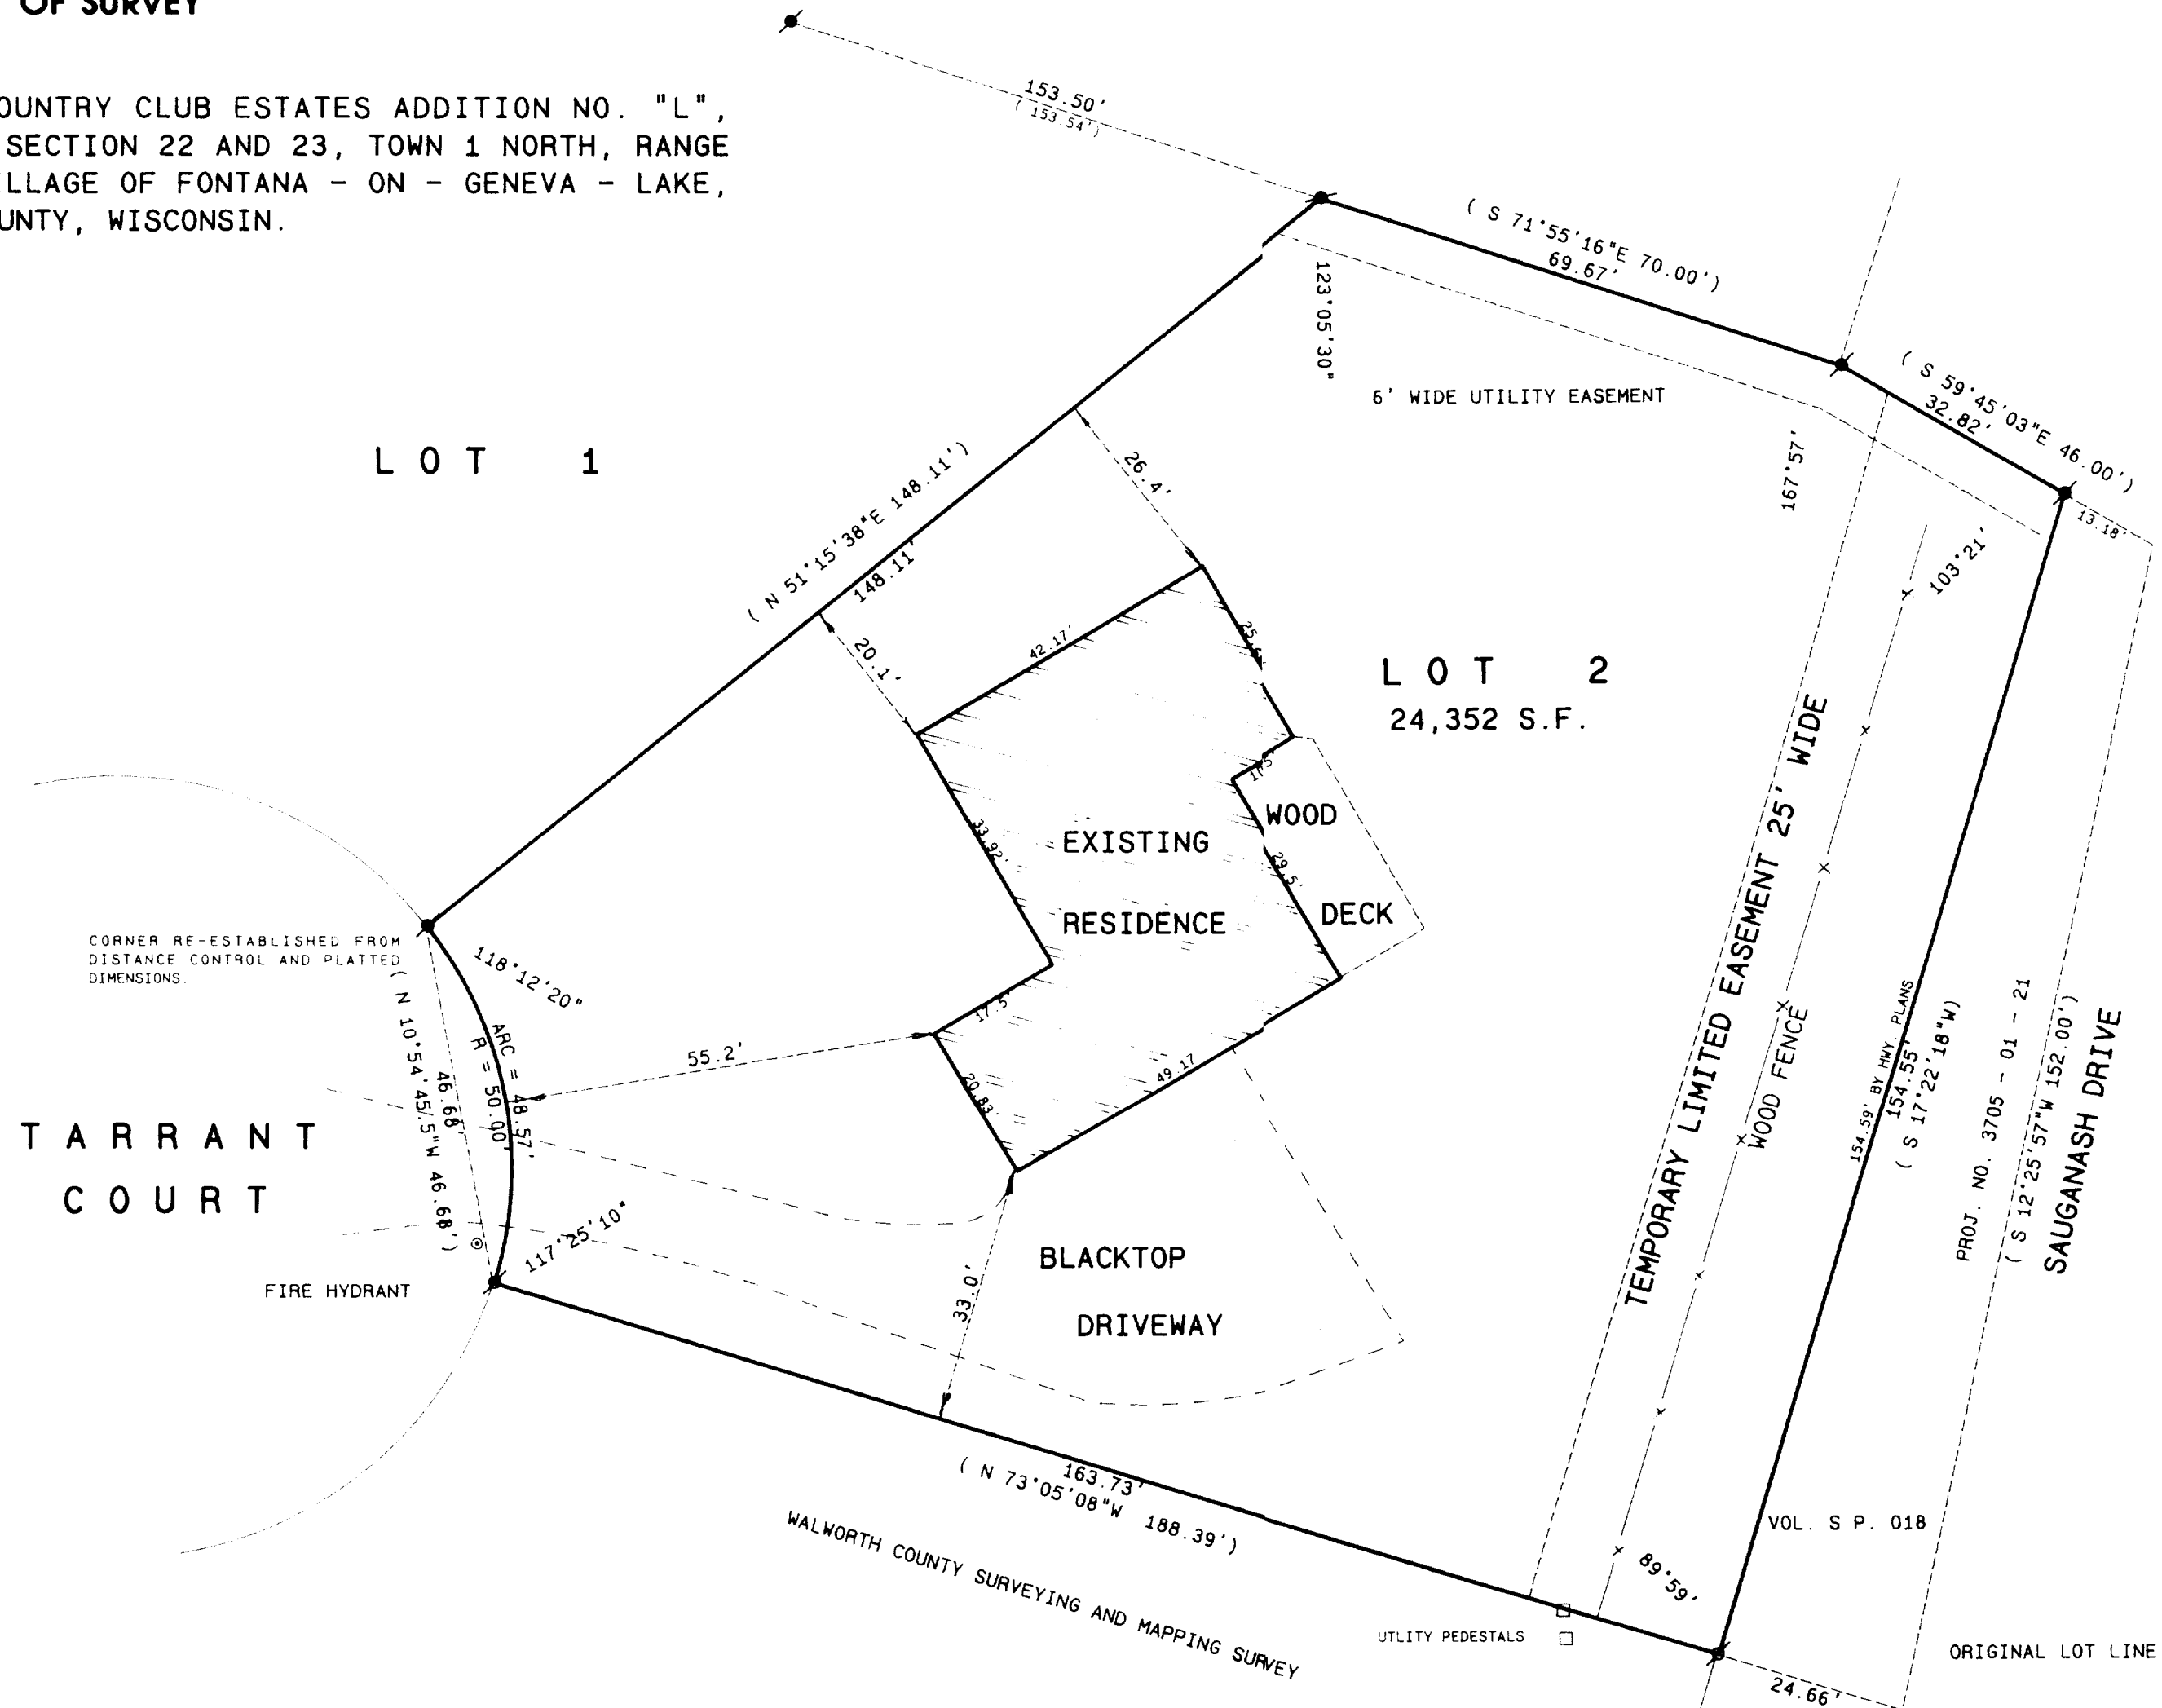 OF SURVEY
OUNTRY CLUB ESTATES ADDITION NO. "L",
SECTION 22 AND 23, TOWN 1 NORTH, RANGE
ILLAGE OF FONTANA - ON - GENEVA - LAKE,
UNTY, WISCONSIN.
153.50'
( 153.54')
( S 71°55'16"E 70.00')
69.67'
123°05'30"
( S 59°45'03"E 46.00')
32.82'
6' WIDE UTILITY EASEMENT
167°57'
13.18'
103°21'
LOT 1
( N 51°15'38"E 148.11')
148.11'
26.4'
20.1'
42.17'
LOT 2
24,352 S.F.
33.92'
17.5'
29.5'
WOOD
DECK
EXISTING
RESIDENCE
CORNER RE-ESTABLISHED FROM
DISTANCE CONTROL AND PLATTED
DIMENSIONS.
118°12'20"
ARC = 48.57'
R = 50.00'
46.68'
( N 10°54'45/.5"W 46.68')
55.2'
17.5'
20.83'
49.17
TARRANT
COURT
117°25'10"
FIRE HYDRANT
33.0'
BLACKTOP
DRIVEWAY
TEMPORARY LIMITED EASEMENT 25' WIDE
WOOD FENCE
154.59' BY HWY. PLANS
154.55'
( S 17°22'18"W)
PROJ. NO. 3705 - 01 - 21
( S 12°25'57"W 152.00')
SAUGANASH DRIVE
163.73'
( N 73°05'08"W 188.39')
WALWORTH COUNTY SURVEYING AND MAPPING SURVEY
VOL. S P. 018
89°59'
UTLITY PEDESTALS
ORIGINAL LOT LINE
24.66'